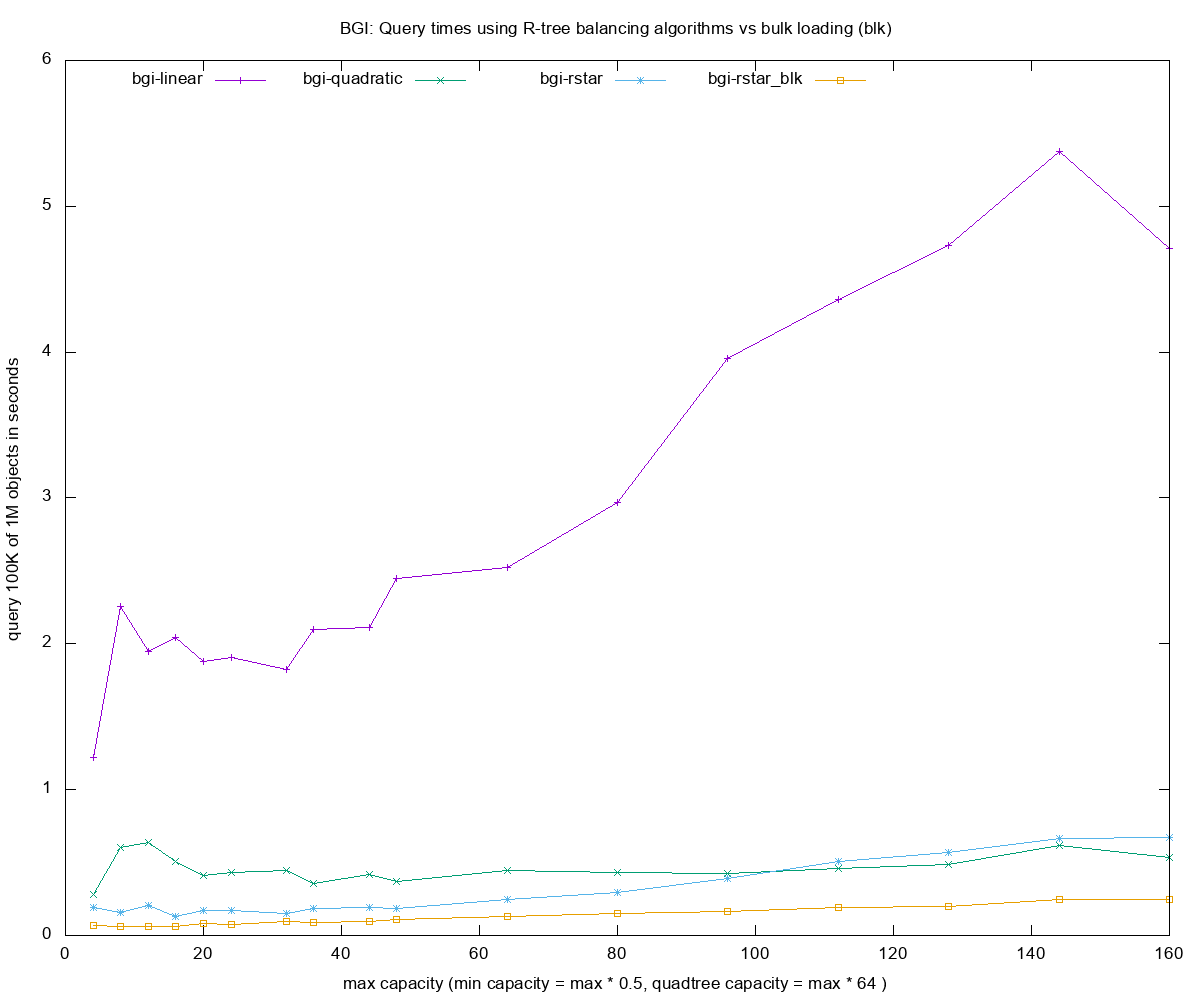 BGI: Query times using R-tree balancing algorithms vs bulk loading (blk)
bgi-linear bgi-quadratic bgi-rstar bgi-rstar_blk
6
5
4
3
2
1
0
query 100K of 1M objects in seconds
0 20 40 60 80 100 120 140 160
max capacity (min capacity = max * 0.5, quadtree capacity = max * 64 )